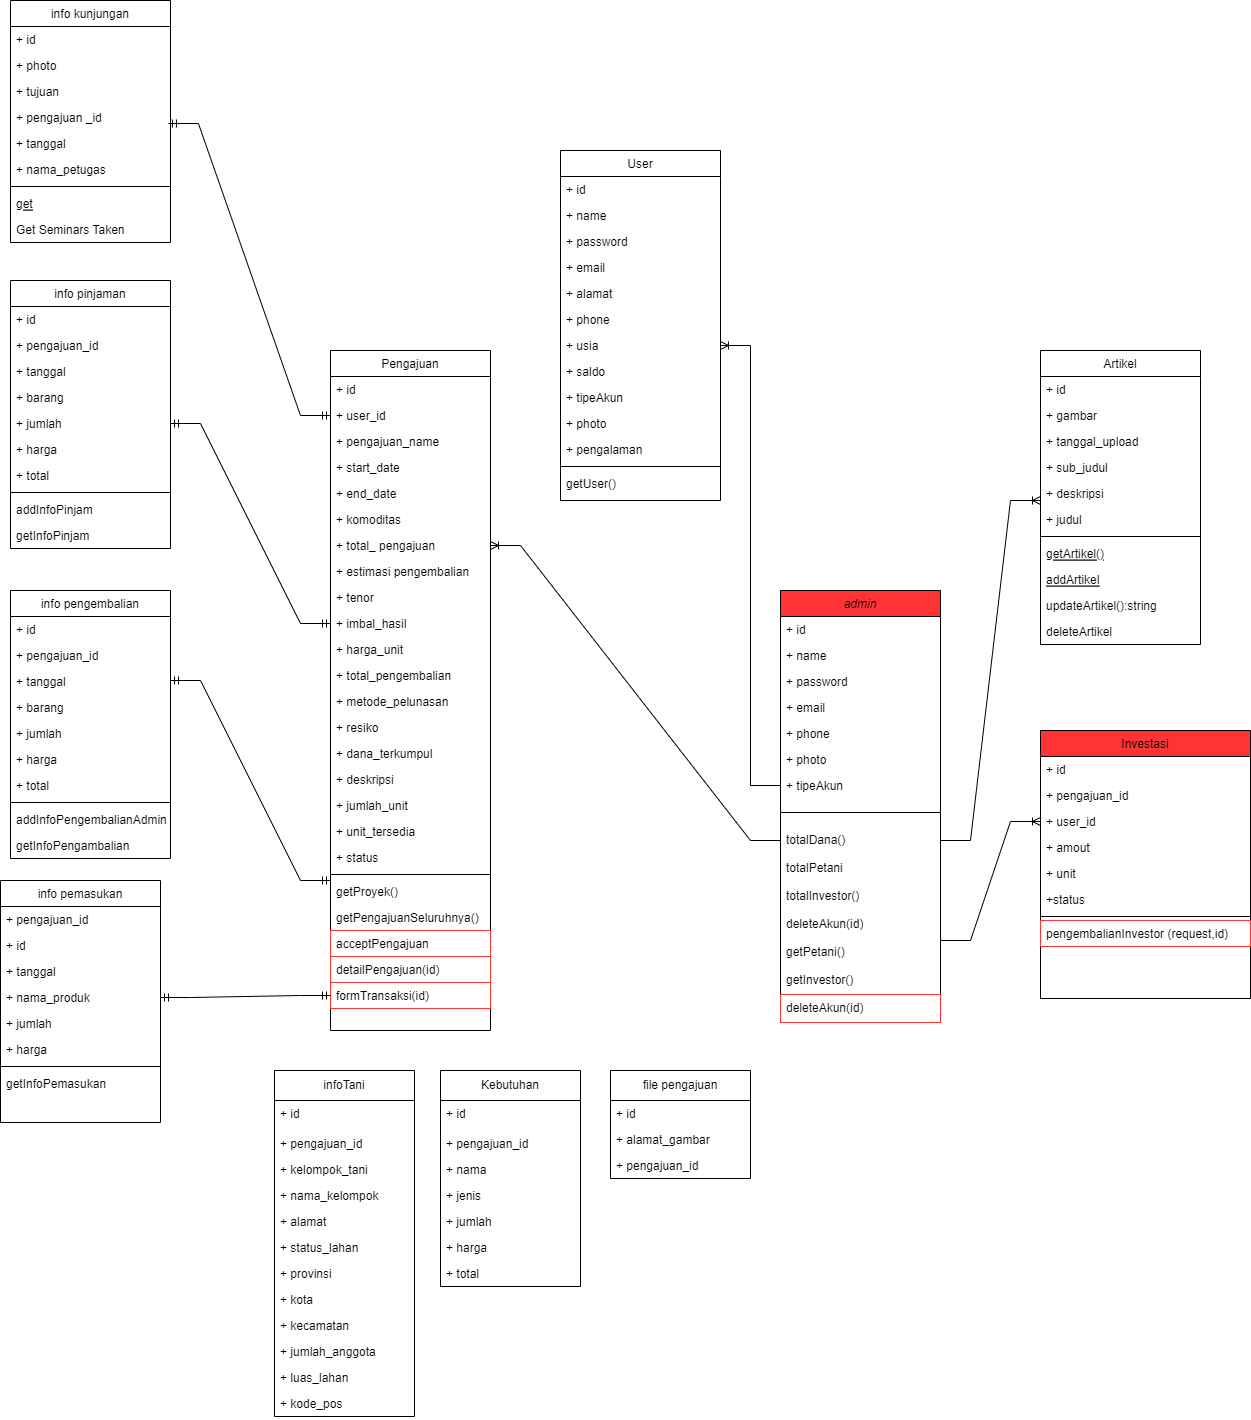 info kunjungan
+ id
+ photo
+ tujuan
+ pengajuan _id
+ tanggal
+ nama_petugas
get
Get Seminars Taken
info pinjaman
+ id
+ pengajuan_id
+ tanggal
+ barang
+ jumlah
+ harga
+ total
addInfoPinjam
getInfoPinjam
info pengembalian
+ id
+ pengajuan_id
+ tanggal
+ barang
+ jumlah
+ harga
+ total
addInfoPengembalianAdmin
getInfoPengambalian
info pemasukan
+ pengajuan_id
+ id
+ tanggal
+ nama_produk
+ jumlah
+ harga
getInfoPemasukan
Pengajuan
+ id
+ user_id
+ pengajuan_name
+ start_date
+ end_date
+ komoditas
+ total_ pengajuan
+ estimasi pengembalian
+ tenor
+ imbal_hasil
+ harga_unit
+ total_pengembalian
+ metode_pelunasan
+ resiko
+ dana_terkumpul
+ deskripsi
+ jumlah_unit
+ unit_tersedia
+ status
getProyek()
getPengajuanSeluruhnya()
acceptPengajuan
detailPengajuan(id)
formTransaksi(id)
User
+ id
+ name
+ password
+ email
+ alamat
+ phone
+ usia
+ saldo
+ tipeAkun
+ photo
+ pengalaman
getUser()
admin
+ id
+ name
+ password
+ email
+ phone
+ photo
+ tipeAkun
totalDana()
totalPetani
totalInvestor()
deleteAkun(id)
getPetani()
getInvestor()
deleteAkun(id)
Artikel
+ id
+ gambar
+ tanggal_upload
+ sub_judul
+ deskripsi
+ judul
getArtikel()
addArtikel
updateArtikel():string
deleteArtikel
Investasi
+ id
+ pengajuan_id
+ user_id
+ amout
+ unit
+status
pengembalianInvestor (request,id)
infoTani
+ id
+ pengajuan_id
+ kelompok_tani
+ nama_kelompok
+ alamat
+ status_lahan
+ provinsi
+ kota
+ kecamatan
+ jumlah_anggota
+ luas_lahan
+ kode_pos
Kebutuhan
+ id
+ pengajuan_id
+ nama
+ jenis
+ jumlah
+ harga
+ total
file pengajuan
+ id
+ alamat_gambar
+ pengajuan_id